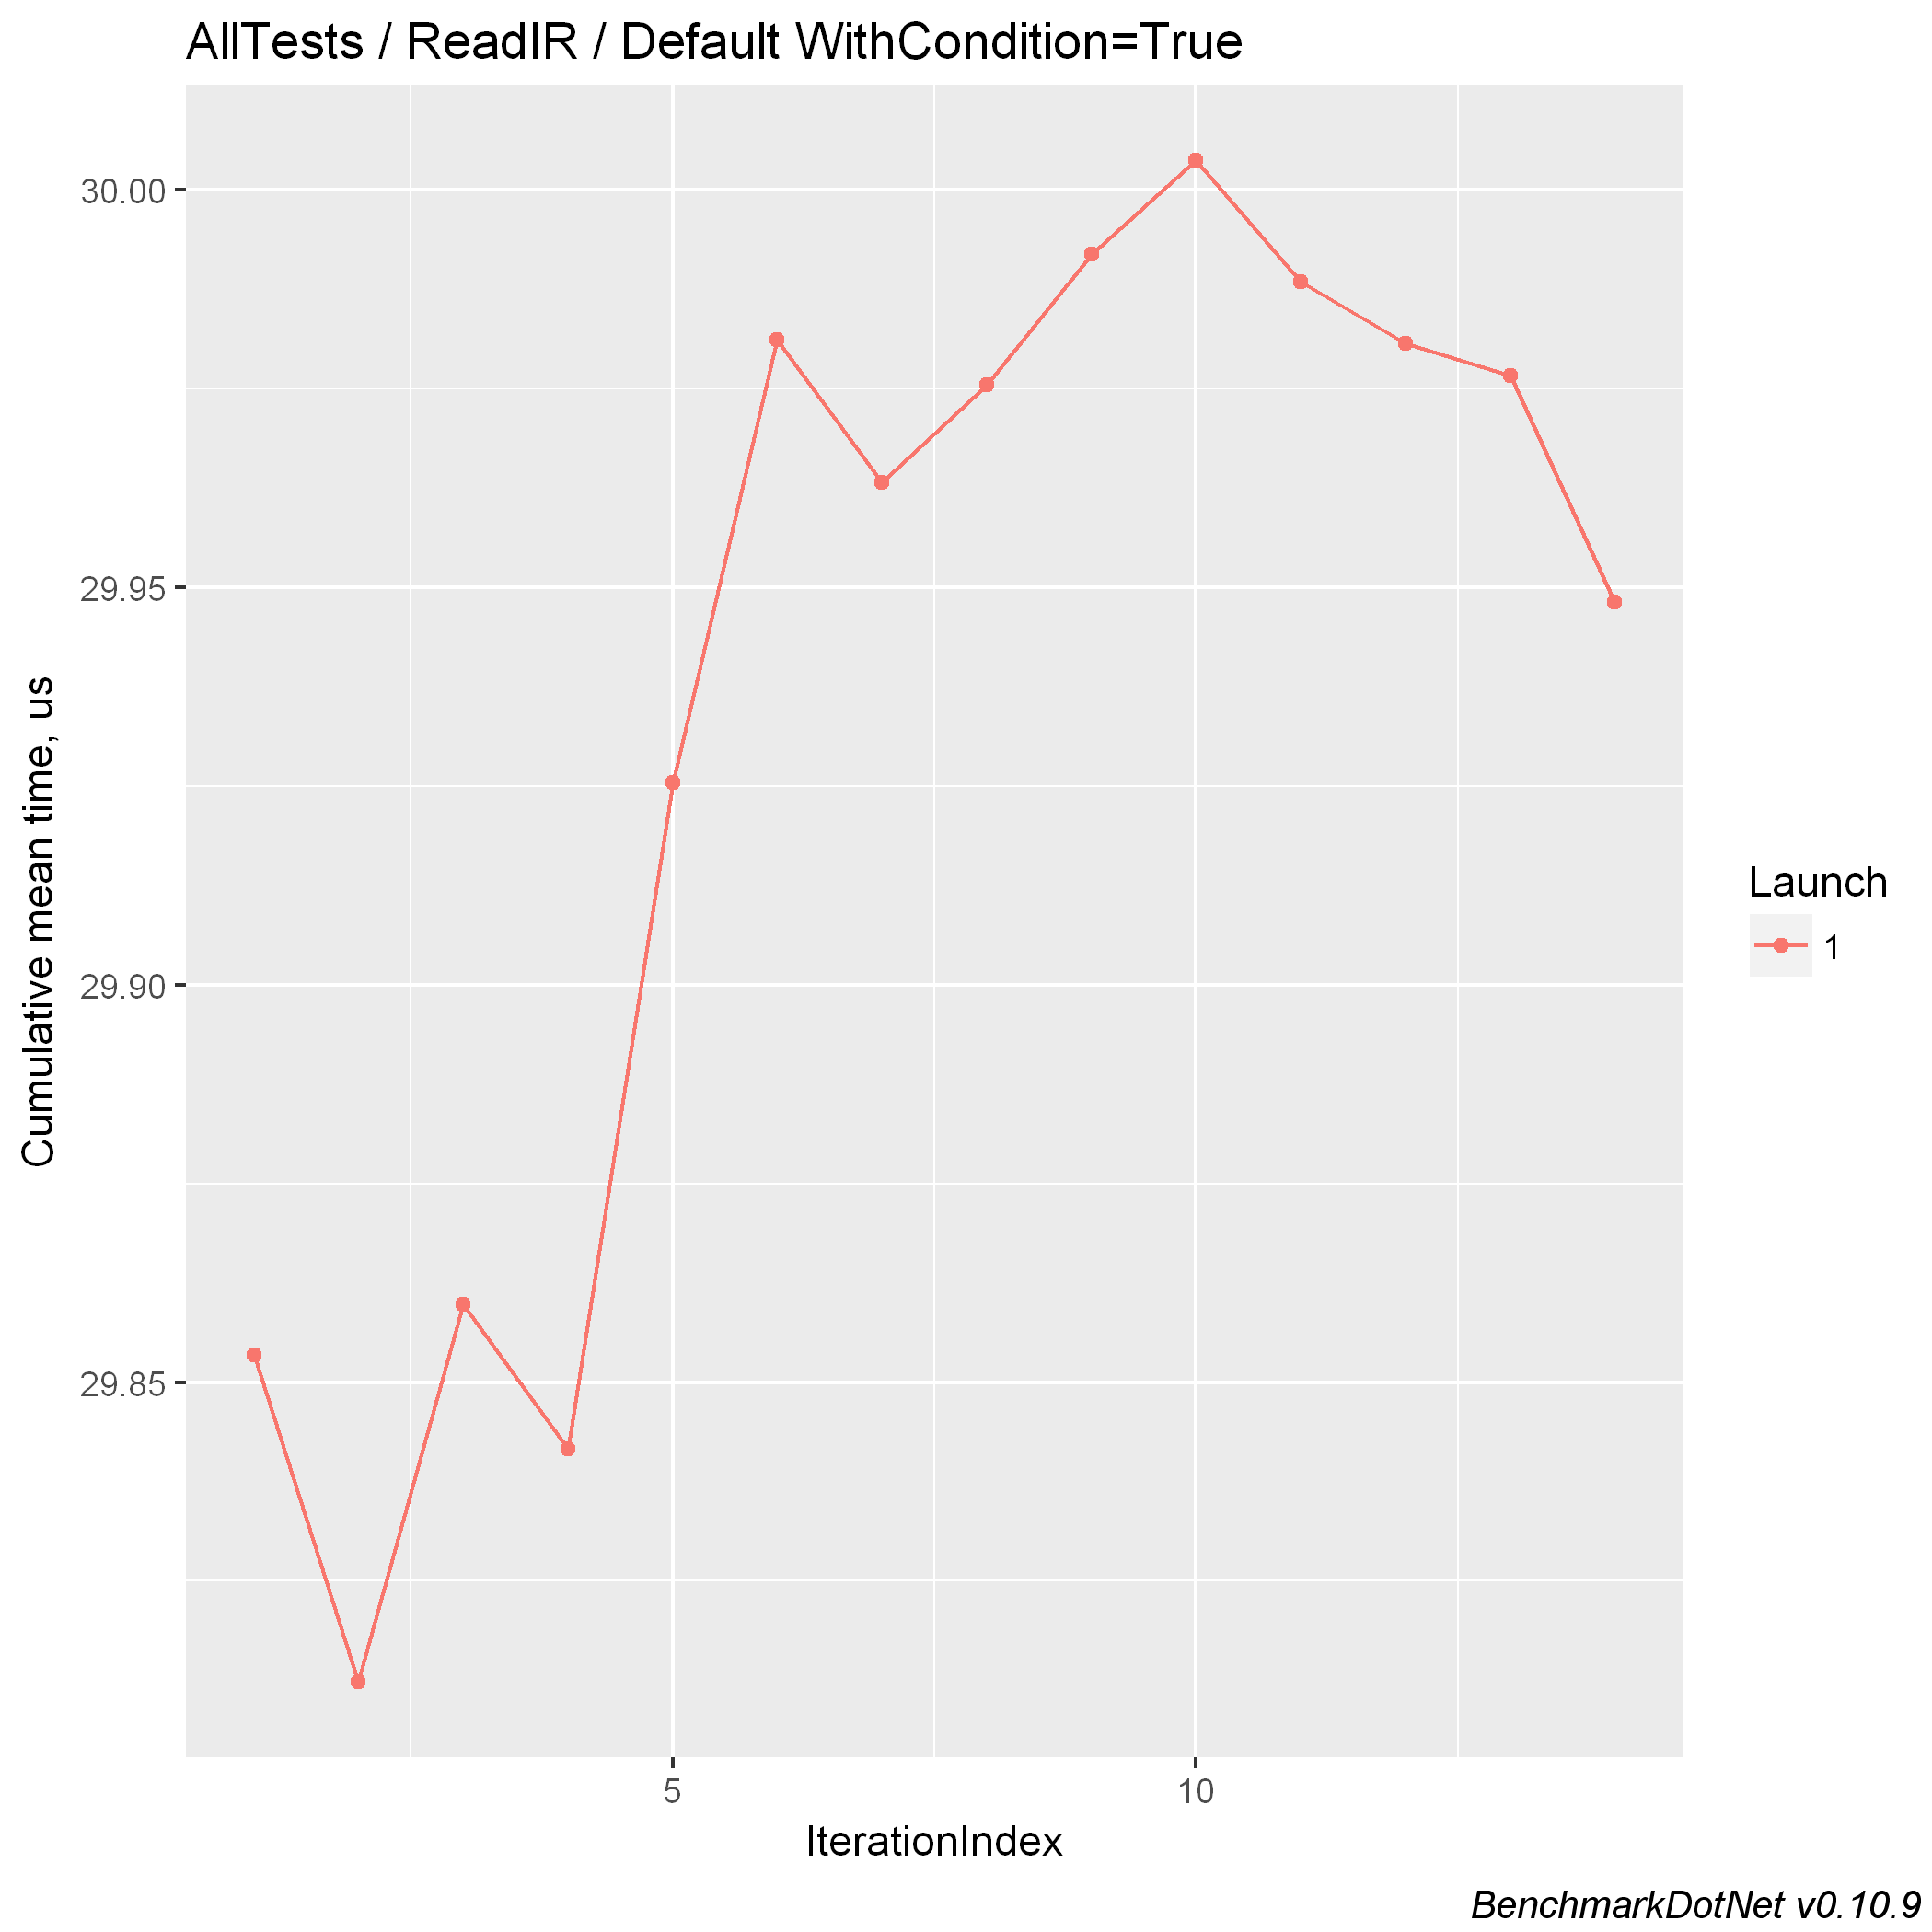 AllTests / ReadIR / Default WithCondition=True
Cumulative mean time, us
30.00
29.95
29.90
29.85
5
10
IterationIndex
Launch
1
BenchmarkDotNet v0.10.9